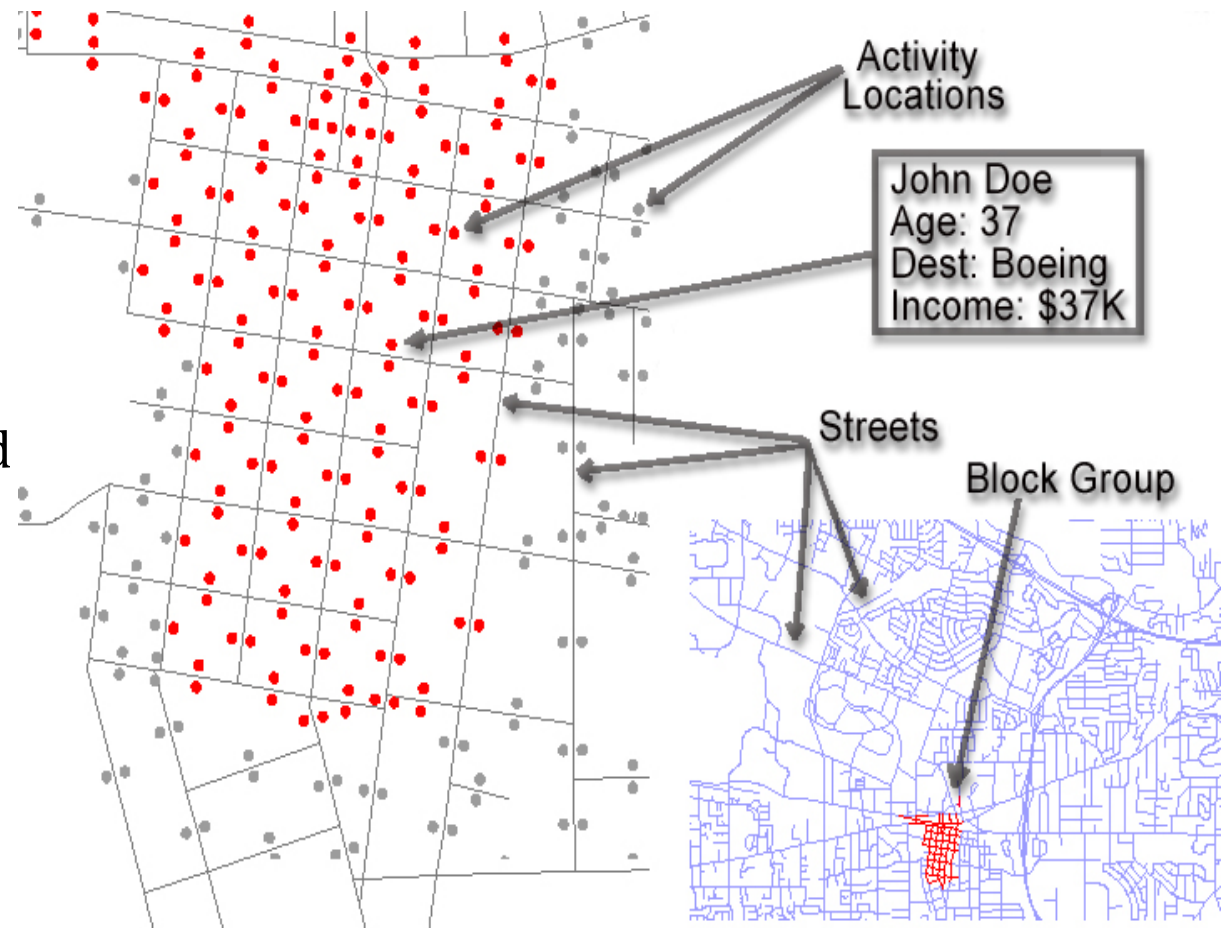 Activity
Locations
John Doe
Age: 37
Dest: Boeing
Income: $37K
d
Streets
Block Group